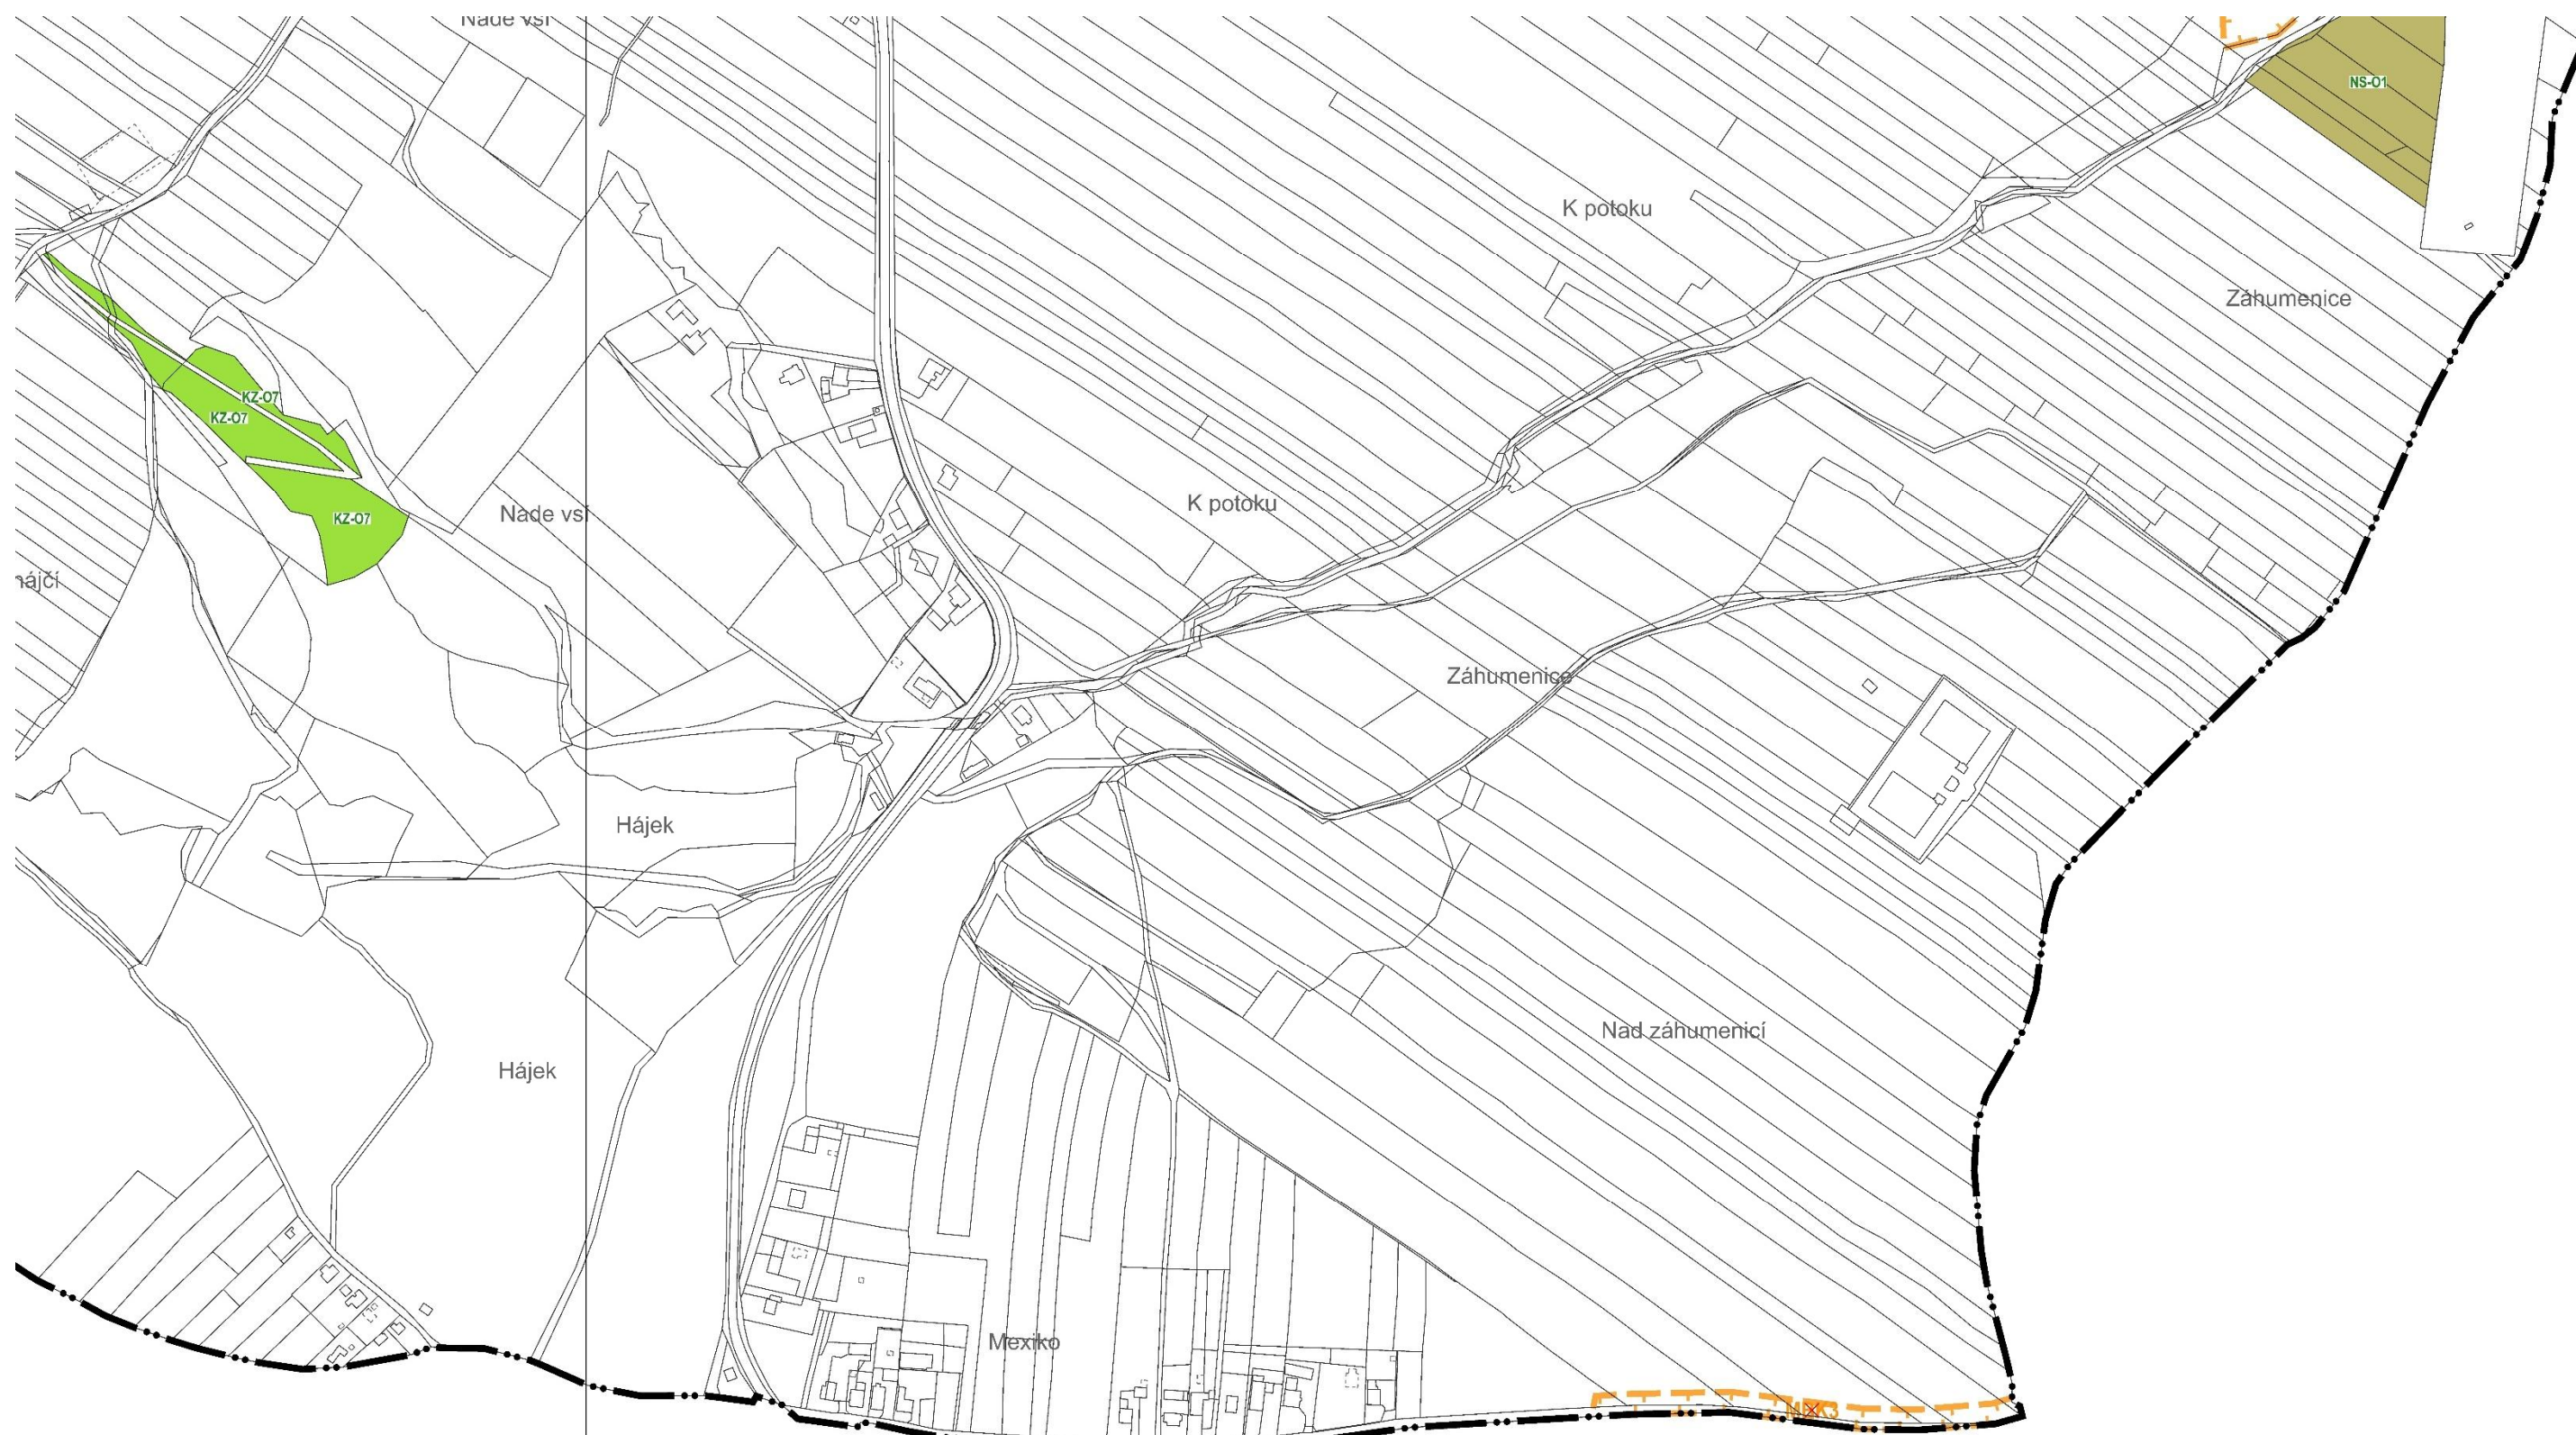 Nade vsí
NS-O1
K potoku
Záhumenice
KZ-O7
KZ-O7
K potoku
Nade vsí
KZ-O7
Záhumenice
Hájek
Nad záhumenicí
Hájek
Mexiko